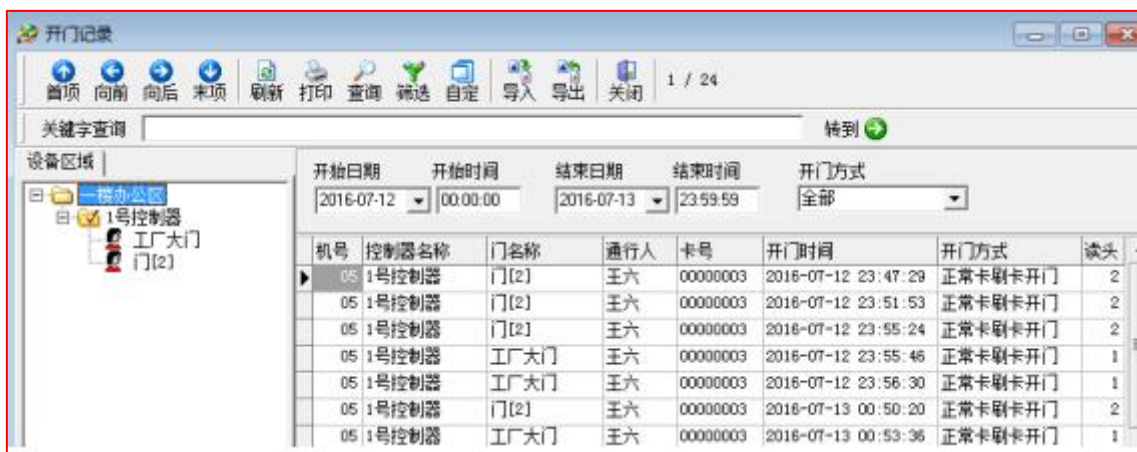 开门记录
首项 向前 向后 末项 刷新 打印 查询 筛选 自定 导入 导出 关闭 1 / 24
关键字查询 转到
设备区域
一楼办公区
1号控制器
工厂大门
门[2]
开始日期 开始时间 结束日期 结束时间 开门方式
2016-07-12 00:00:00 2016-07-13 23:59:59 全部
机号 控制器名称 门名称 通行人 卡号 开门时间 开门方式 读头
05 1号控制器 门[2] 王六 00000003 2016-07-12 23:47:29 正常卡刷卡开门 2
05 1号控制器 门[2] 王六 00000003 2016-07-12 23:51:53 正常卡刷卡开门 2
05 1号控制器 门[2] 王六 00000003 2016-07-12 23:55:24 正常卡刷卡开门 2
05 1号控制器 工厂大门 王六 00000003 2016-07-12 23:55:46 正常卡刷卡开门 1
05 1号控制器 工厂大门 王六 00000003 2016-07-12 23:56:30 正常卡刷卡开门 1
05 1号控制器 门[2] 王六 00000003 2016-07-13 00:50:20 正常卡刷卡开门 2
05 1号控制器 工厂大门 王六 00000003 2016-07-13 00:53:36 正常卡刷卡开门 1